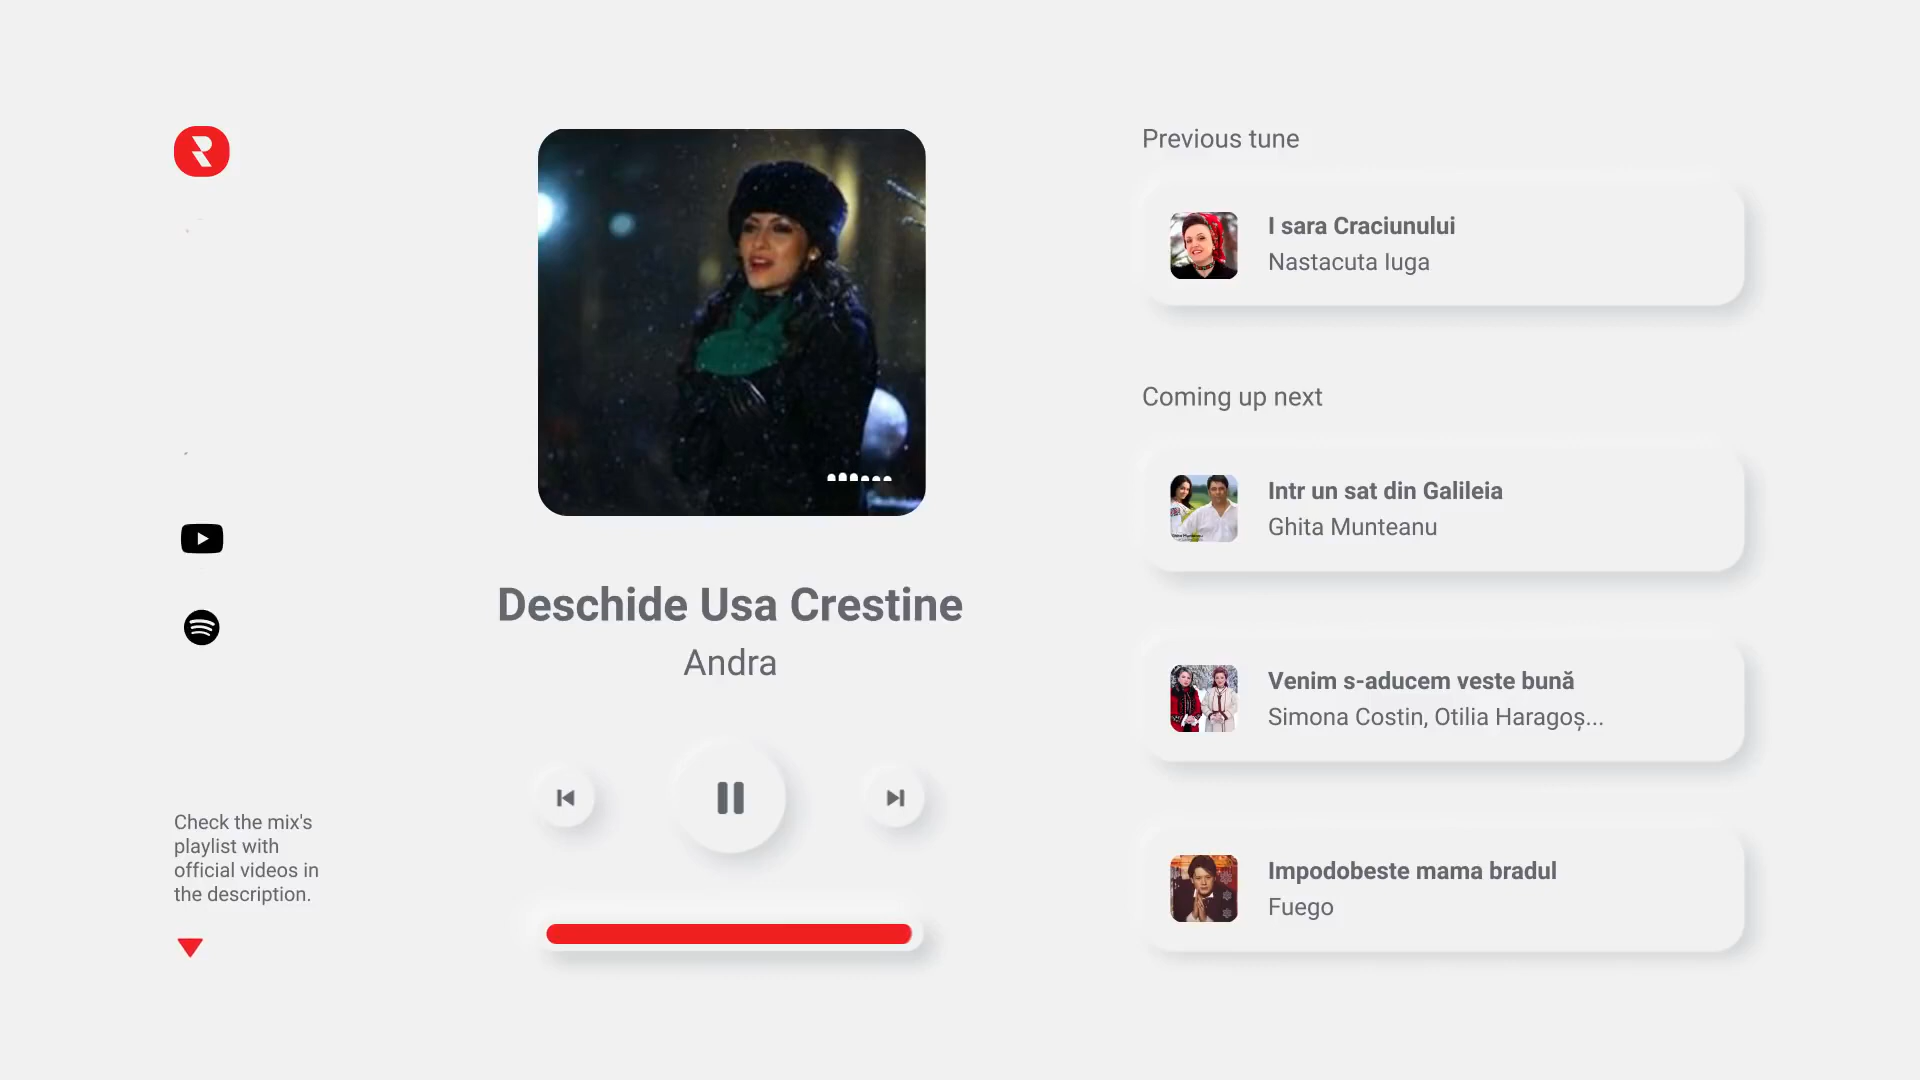 Previous tune
I sara Craciunului
Nastacuta Iuga
Coming up next
Intr un sat din Galileia
Ghita Munteanu
Deschide Usa Crestine
Andra
Venim s-aducem veste bună
Simona Costin, Otilia Haragoș...
Check the mix's
playlist with
official videos in
the description.
Impodobeste mama bradul
Fuego